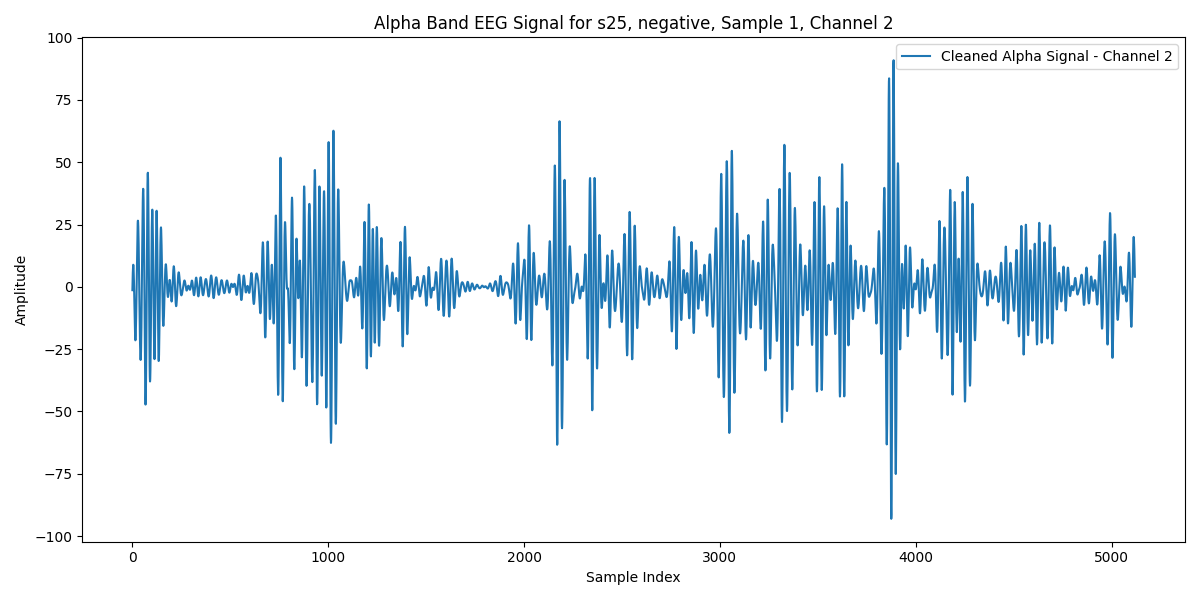 Alpha Band EEG Signal for s25, negative, Sample 1, Channel 2
Cleaned Alpha Signal - Channel 2
Amplitude
100
75
50
25
0
−25
−50
−75
−100
0 1000 2000 3000 4000 5000
Sample Index